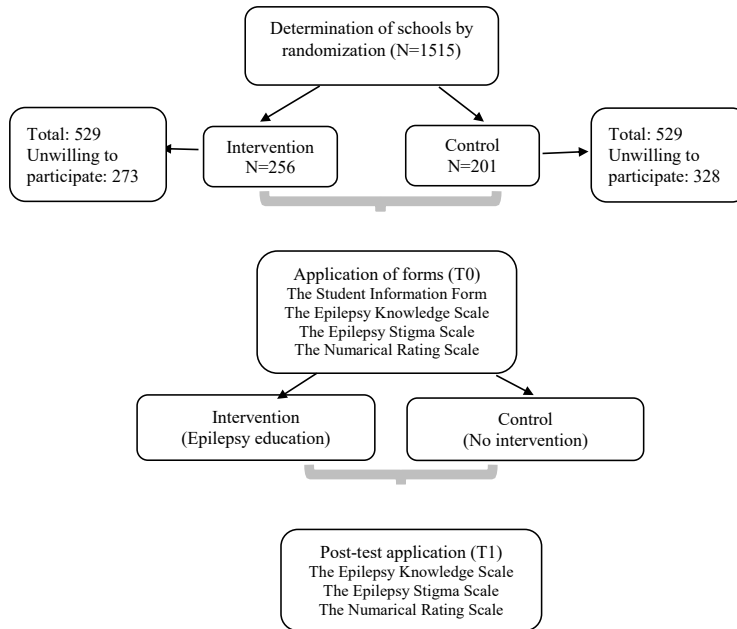 Determination of schools by
randomization (N=1515)
Total: 529
Unwilling to
participate: 273
Intervention
N=256
Control
N=201
Total: 529
Unwilling to
participate: 328
Application of forms (T0)
The Student Information Form
The Epilepsy Knowledge Scale
The Epilepsy Stigma Scale
The Numarical Rating Scale
Intervention
(Epilepsy education)
Control
(No intervention)
Post-test application (T1)
The Epilepsy Knowledge Scale
The Epilepsy Stigma Scale
The Numarical Rating Scale